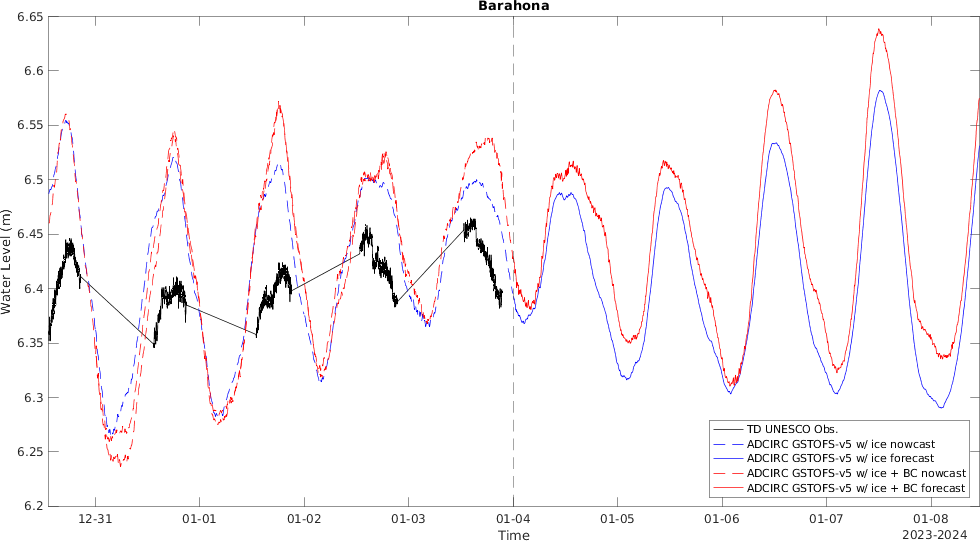 Barahona
6.65
6.6
6.55
6.5
6.45
6.4
6.35
6.3
6.25
6.2
Water Level (m)
12-31 01-01 01-02 01-03 01-04 01-05 01-06 01-07 01-08
Time
2023-2024
TD UNESCO Obs.
ADCIRC GSTOFS-v5 w/ ice nowcast
ADCIRC GSTOFS-v5 w/ ice forecast
ADCIRC GSTOFS-v5 w/ ice + BC nowcast
ADCIRC GSTOFS-v5 w/ ice + BC forecast